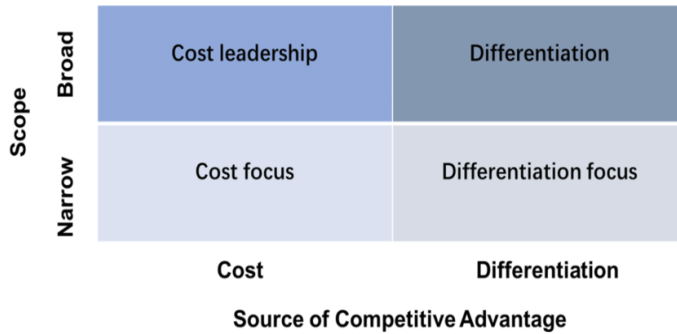 Scope
Broad
Cost leadership
Differentiation
Narrow
Cost focus
Differentiation focus
Cost
Differentiation
Source of Competitive Advantage